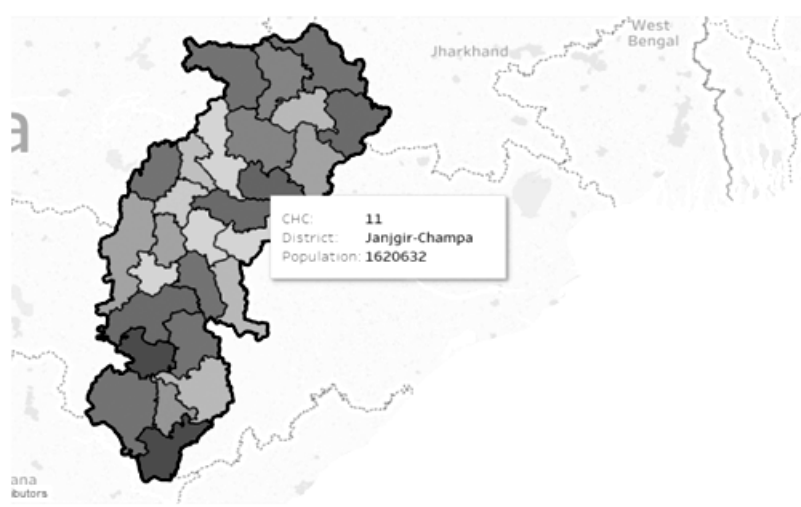 West
Bengal
Jharkhand
a
CHC: 11
District: Janjgir-Champa
Population: 1620632
ana
ibutors